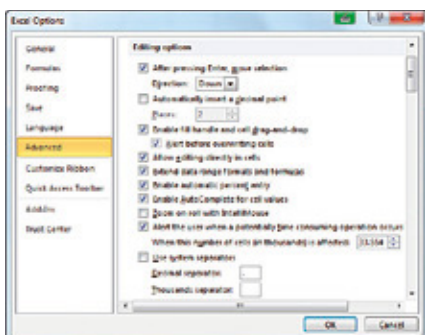 Excel Options
General
Formulas
Proofing
Save
Language
Advanced
Customize Ribbon
Quick Access Toolbar
Add-Ins
Trust Center
Editing options
After pressing Enter, move selection
Direction: Down
Automatically insert a decimal point
Places: 2
Enable fill handle and cell drag-and-drop
Alert before overwriting cells
Allow editing directly in cells
Extend data range formats and formulas
Enable automatic percent entry
Enable AutoComplete for cell values
Zoom on roll with IntelliMouse
Alert the user when a potentially time consuming operation occurs
When this number of cells (in thousands) is affected: 33,554
Use system separators
Decimal separator: .
Thousands separator:
OK Cancel